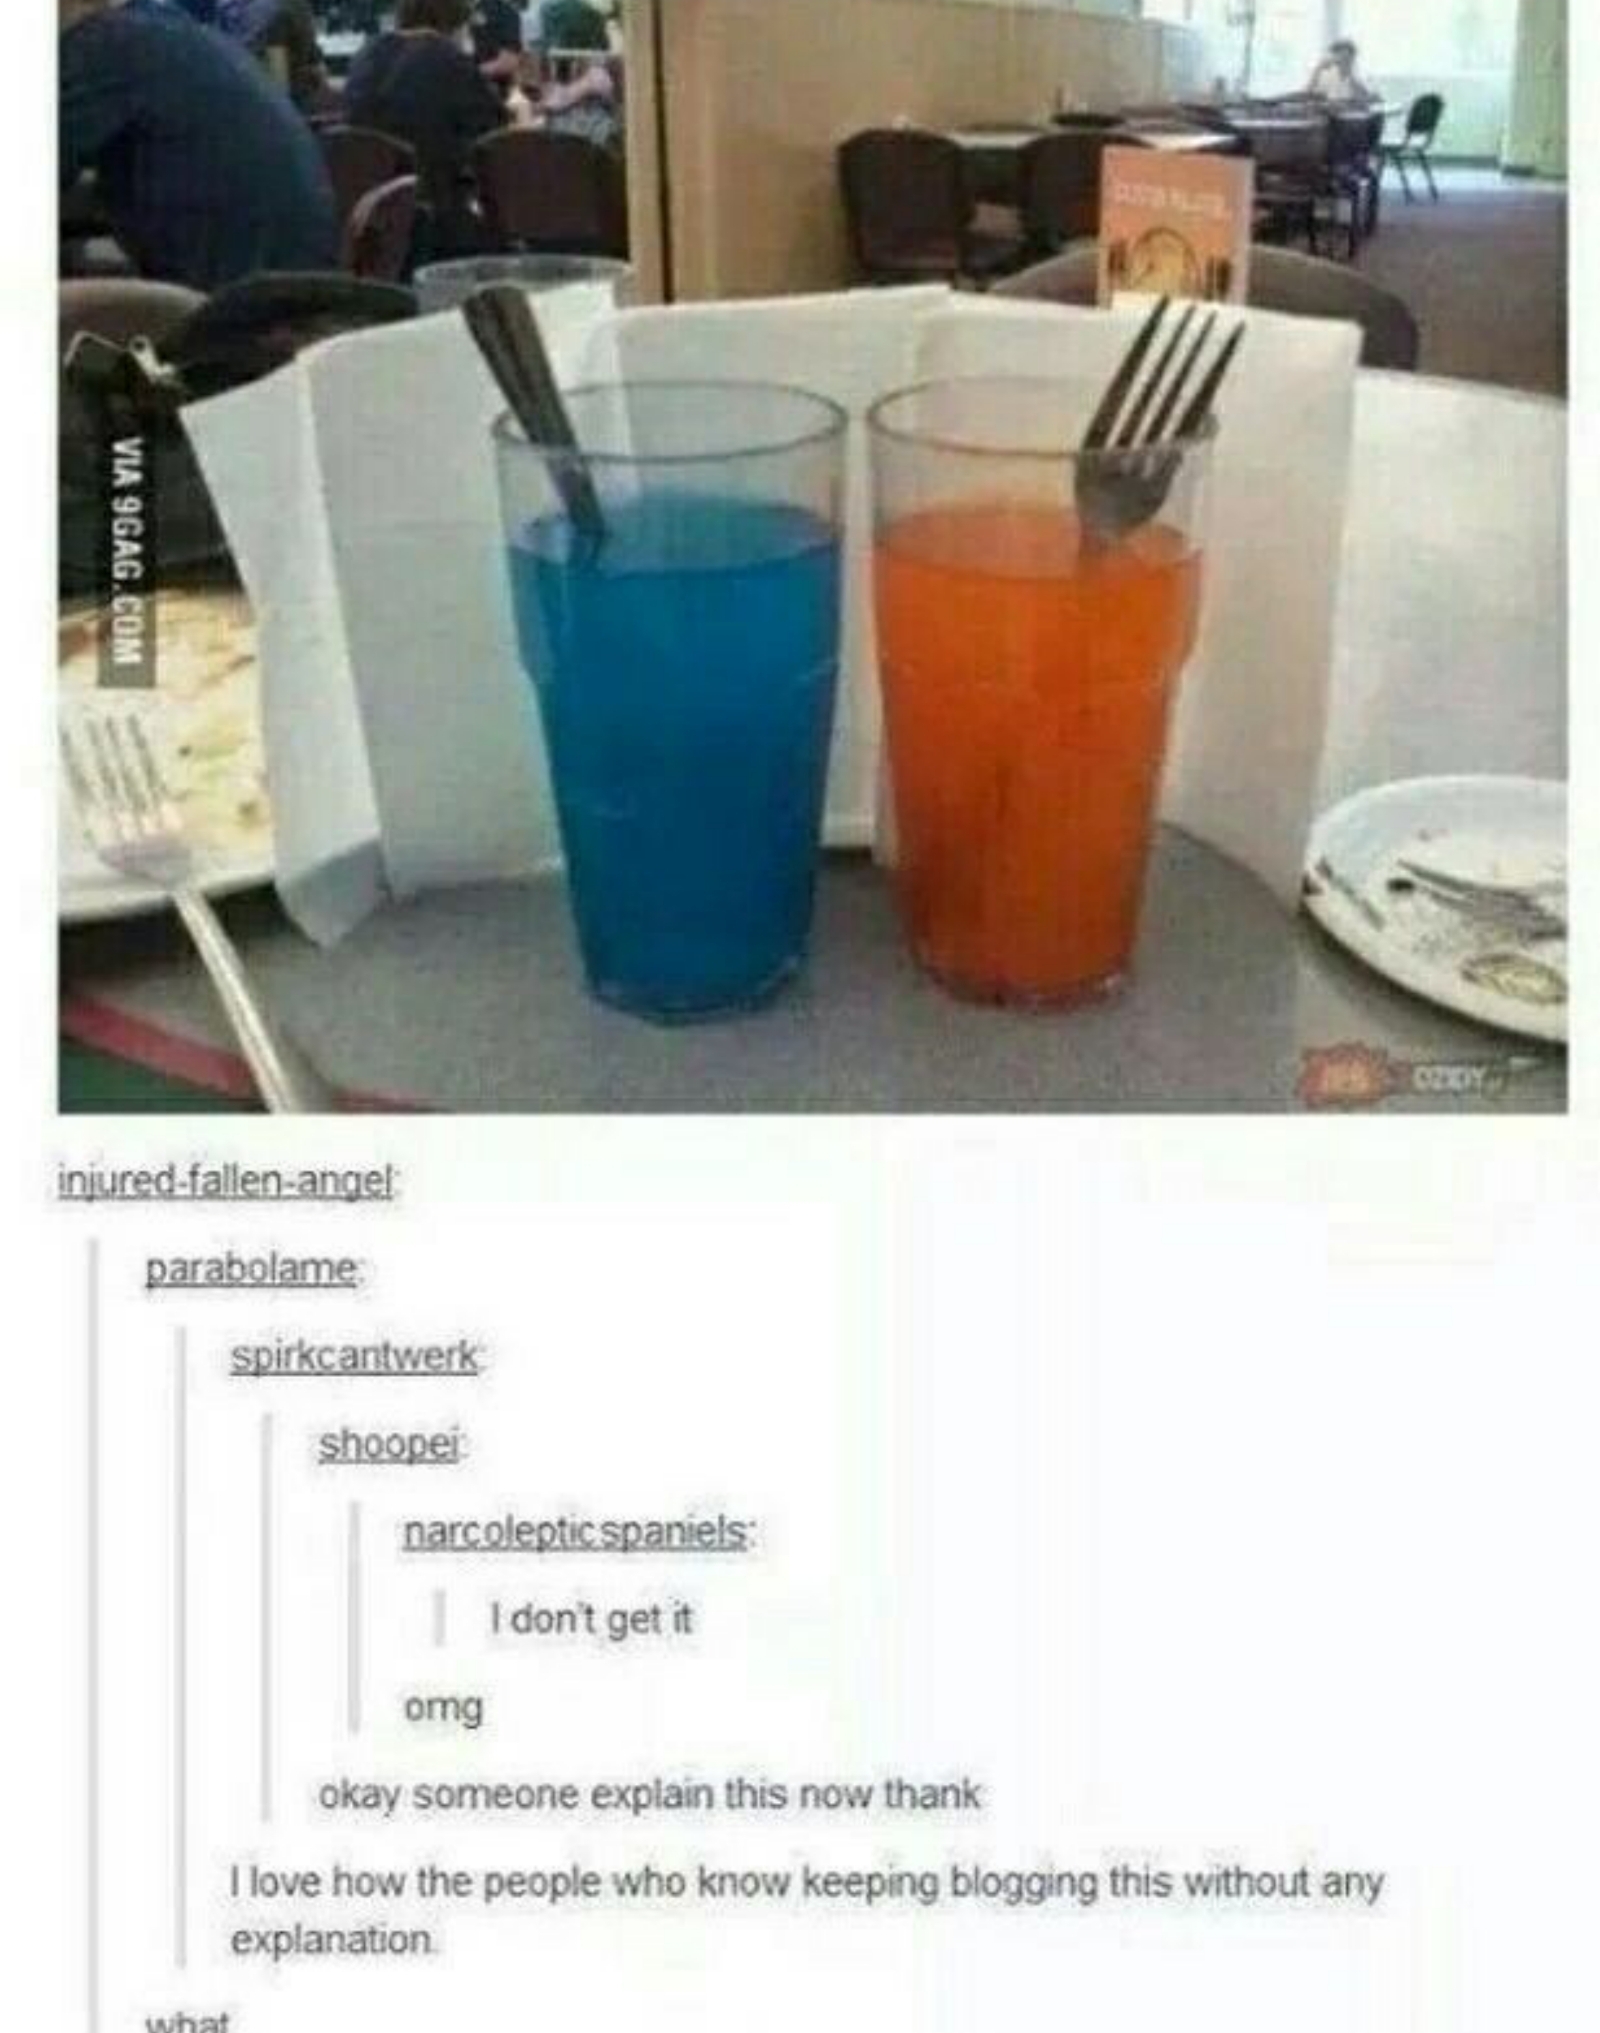 VIA 9GAG.COM
injured-fallen-angel:
parabolame:
spirkcantwerk:
shoopei:
narcolepticspaniels:
I don't get it
omg
okay someone explain this now thank
I love how the people who know keeping blogging this without any
explanation.
what